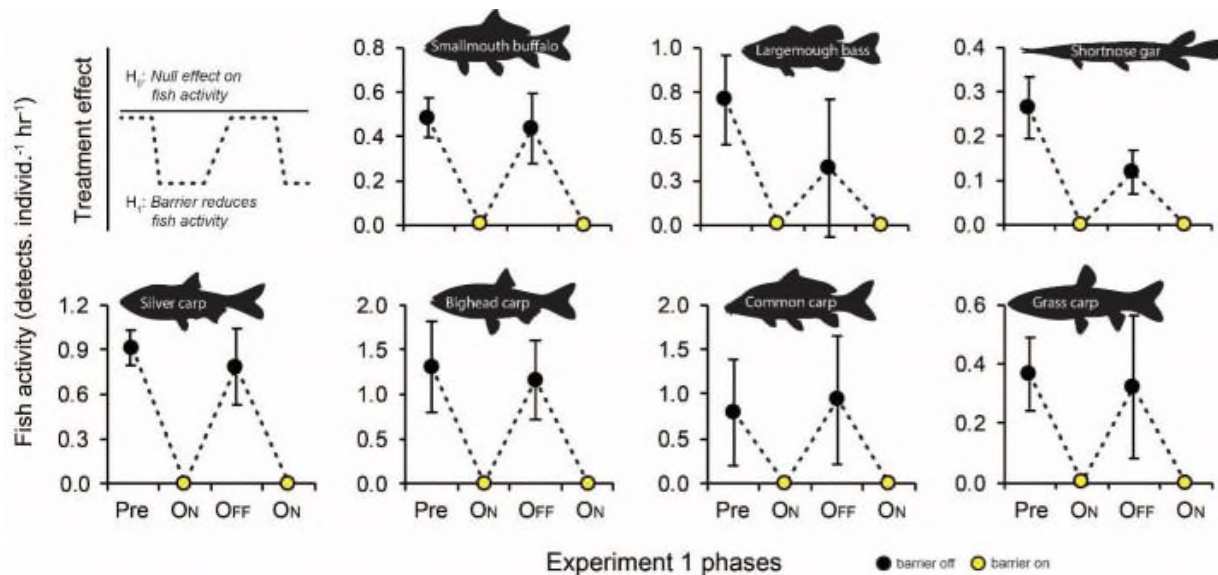 Fish activity (detects. individ.⁻¹ hr⁻¹)
Treatment effect
H₀: Null effect on
fish activity
H₁: Barrier reduces
fish activity
Smallmouth buffalo
0.8
0.6
0.4
0.2
0.0
Largemough bass
1.0
0.8
0.5
0.3
0.0
Shortnose gar
0.4
0.3
0.2
0.1
0.0
Silver carp
1.2
0.9
0.6
0.3
0.0
Pre ON OFF ON
Bighead carp
2.0
1.5
1.0
0.5
0.0
Pre ON OFF ON
Common carp
2.0
1.5
1.0
0.5
0.0
Pre ON OFF ON
Grass carp
0.6
0.4
0.2
0.0
Pre ON OFF ON
Experiment 1 phases
barrier off barrier on